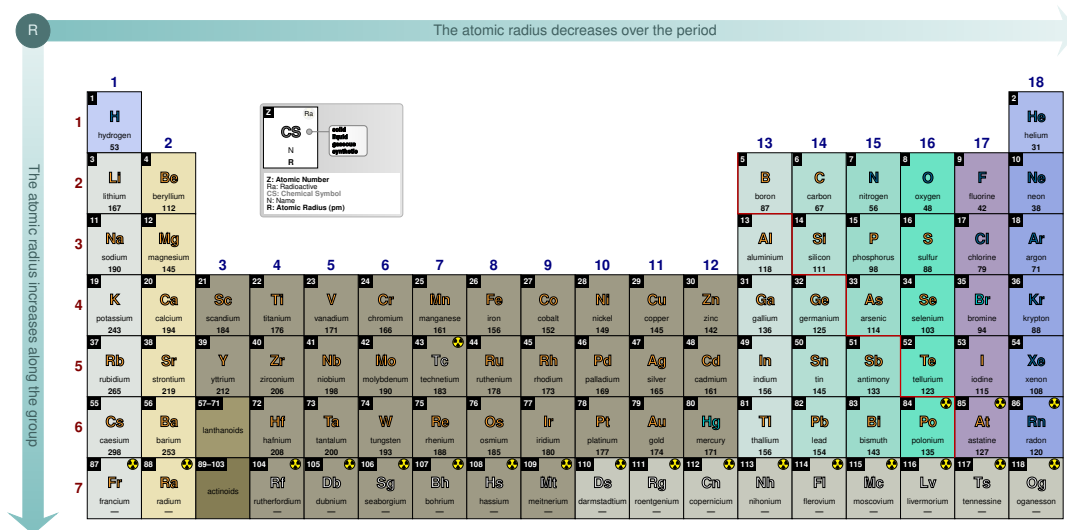 R
The atomic radius decreases over the period
The atomic radius increases along the group
1 18
1 2
H He
hydrogen helium
53 31
1
Z Ra
CS
N
R
solid
liquid
gaseous
synthetic
Z: Atomic Number
Ra: Radioactive
CS: Chemical Symbol
N: Name
R: Atomic Radius (pm)
2 13 14 15 16 17
3 4 5 6 7 8 9 10
2 Li Be B C N O F Ne
lithium beryllium boron carbon nitrogen oxygen fluorine neon
167 112 87 67 56 48 42 38
11 12 13 14 15 16 17 18
3 Na Mg Al Si P S Cl Ar
sodium magnesium aluminium silicon phosphorus sulfur chlorine argon
190 145 118 111 98 88 79 71
3 4 5 6 7 8 9 10 11 12
19 20 21 22 23 24 25 26 27 28 29 30 31 32 33 34 35 36
4 K Ca Sc Ti V Cr Mn Fe Co Ni Cu Zn Ga Ge As Se Br Kr
potassium calcium scandium titanium vanadium chromium manganese iron cobalt nickel copper zinc gallium germanium arsenic selenium bromine krypton
243 194 184 176 171 166 161 156 152 149 145 142 136 125 114 103 94 88
37 38 39 40 41 42 43 44 45 46 47 48 49 50 51 52 53 54
5 Rb Sr Y Zr Nb Mo Tc Ru Rh Pd Ag Cd In Sn Sb Te I Xe
rubidium strontium yttrium zirconium niobium molybdenum technetium ruthenium rhodium palladium silver cadmium indium tin antimony tellurium iodine xenon
265 219 212 206 198 190 183 178 173 169 165 161 156 145 133 123 115 108
55 56 57–71 72 73 74 75 76 77 78 79 80 81 82 83 84 85 86
6 Cs Ba Hf Ta W Re Os Ir Pt Au Hg Tl Pb Bi Po At Rn
caesium barium lanthanoids hafnium tantalum tungsten rhenium osmium iridium platinum gold mercury thallium lead bismuth polonium astatine radon
298 253 208 200 193 188 185 180 177 174 171 156 154 143 135 127 120
87 88 89–103 104 105 106 107 108 109 110 111 112 113 114 115 116 117 118
7 Fr Ra Rf Db Sg Bh Hs Mt Ds Rg Cn Nh Fl Mc Lv Ts Og
francium radium actinoids rutherfordium dubnium seaborgium bohrium hassium meitnerium darmstadtium roentgenium copernicium nihonium flerovium moscovium livermorium tennessine oganesson
— — — — — — — — — — — — — — — — —